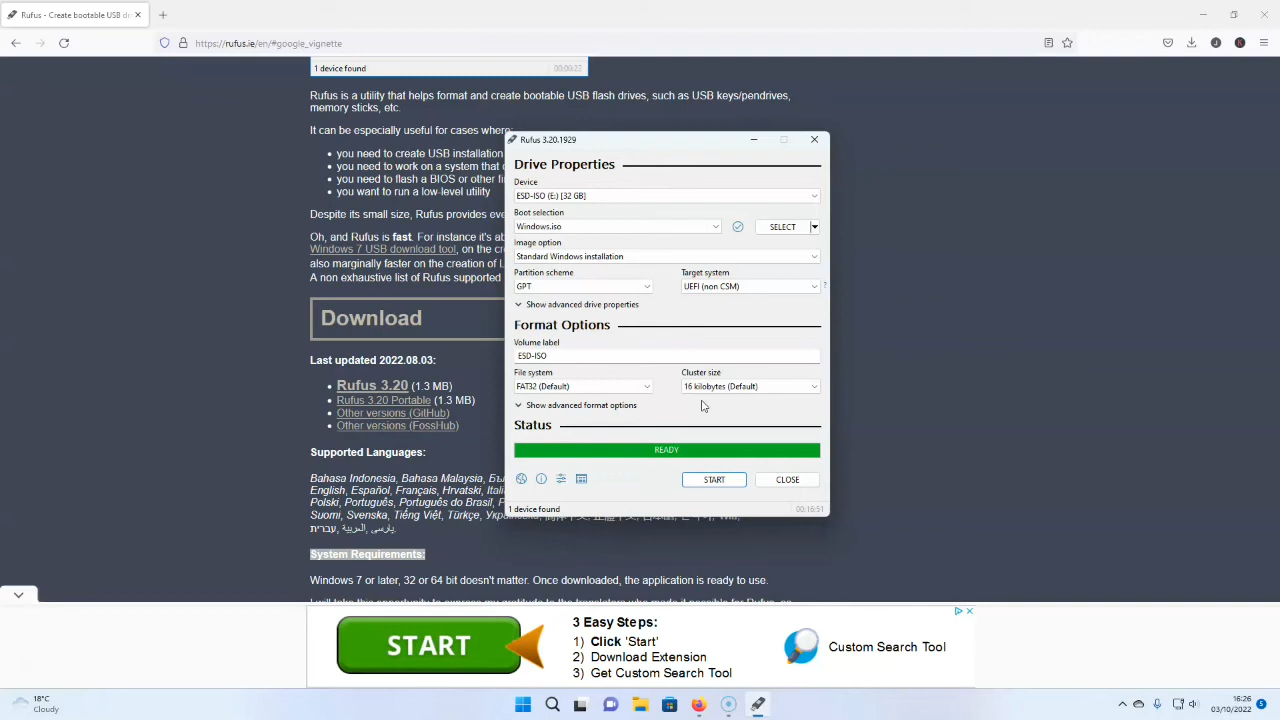 Rufus - Create bootable USB
https://rufus.ie/en/#google_vignette
1 device found
00:00:22
Rufus is a utility that helps format and create bootable USB flash drives, such as USB keys/pendrives,
memory sticks, etc.
It can be especially useful for cases where:
you need to create USB installation
you need to work on a system that
you need to flash a BIOS or other
you want to run a low-level utility
Despite its small size, Rufus provides
Oh, and Rufus is fast. For instance it's
Windows 7 USB download tool, on the
also marginally faster on the creation of
A non exhaustive list of Rufus supported
Download
Last updated 2022.08.03:
Rufus 3.20 (1.3 MB)
Rufus 3.20 Portable (1.3 MB)
Other versions (GitHub)
Other versions (FossHub)
Supported Languages:
Bahasa Indonesia, Bahasa Malaysia,
English, Español, Français, Hrvatski,
Polski, Português, Português do Brasil,
Suomi, Svenska, Tiếng Việt, Türkçe,
پارسی, العربية, עברית.
System Requirements:
Windows 7 or later, 32 or 64 bit doesn't matter. Once downloaded, the application is ready to use.
Rufus 3.20.1929
Drive Properties
Device
ESD-ISO (E:) [32 GB]
Boot selection
Windows.iso
SELECT
Image option
Standard Windows installation
Partition scheme
Target system
GPT
UEFI (non CSM)
?
Show advanced drive properties
Format Options
Volume label
ESD-ISO
File system
Cluster size
FAT32 (Default)
16 kilobytes (Default)
Show advanced format options
Status
READY
START
CLOSE
1 device found
00:16:51
START
3 Easy Steps:
1) Click 'Start'
2) Download Extension
3) Get Custom Search Tool
Custom Search Tool
18°C
Cloudy
16:26
03/10/2022
5